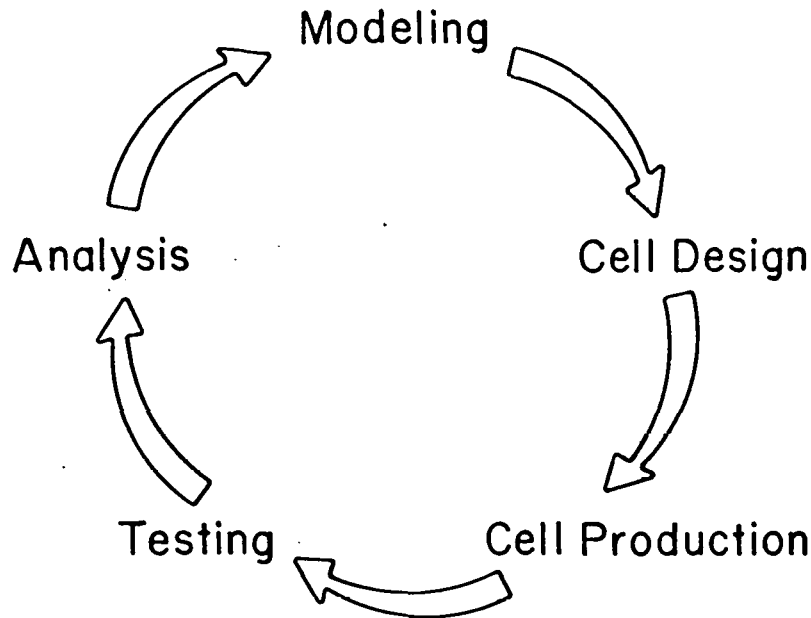 Modeling
Cell Design
Cell Production
Testing
Analysis